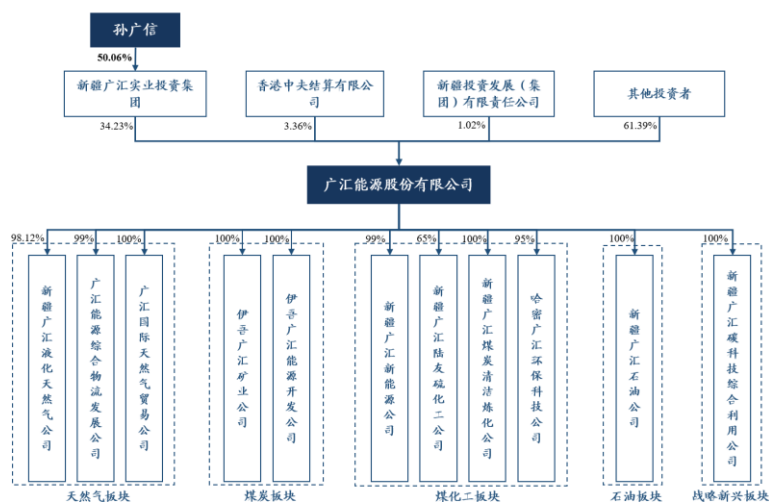 孙广信
50.06%
新疆广汇实业投资集
团
香港中央结算有限公
司
新疆投资发展（集
团）有限责任公司
其他投资者
34.23%
3.36%
1.02%
61.39%
广汇能源股份有限公司
98.12%
99%
100%
100%
100%
99%
65%
100%
95%
100%
100%
新疆广汇液化天然气公司
广汇能源综合物流发展公司
广汇国际天然气贸易公司
伊吾广汇矿业公司
伊吾广汇能源开发公司
新疆广汇新能源公司
新疆广汇陆友硫化工公司
新疆广汇煤炭清洁炼化公司
哈密广汇环保科技公司
新疆广汇石油公司
新疆广汇碳科技综合利用公司
天然气板块
煤炭板块
煤化工板块
石油板块
战略新兴板块